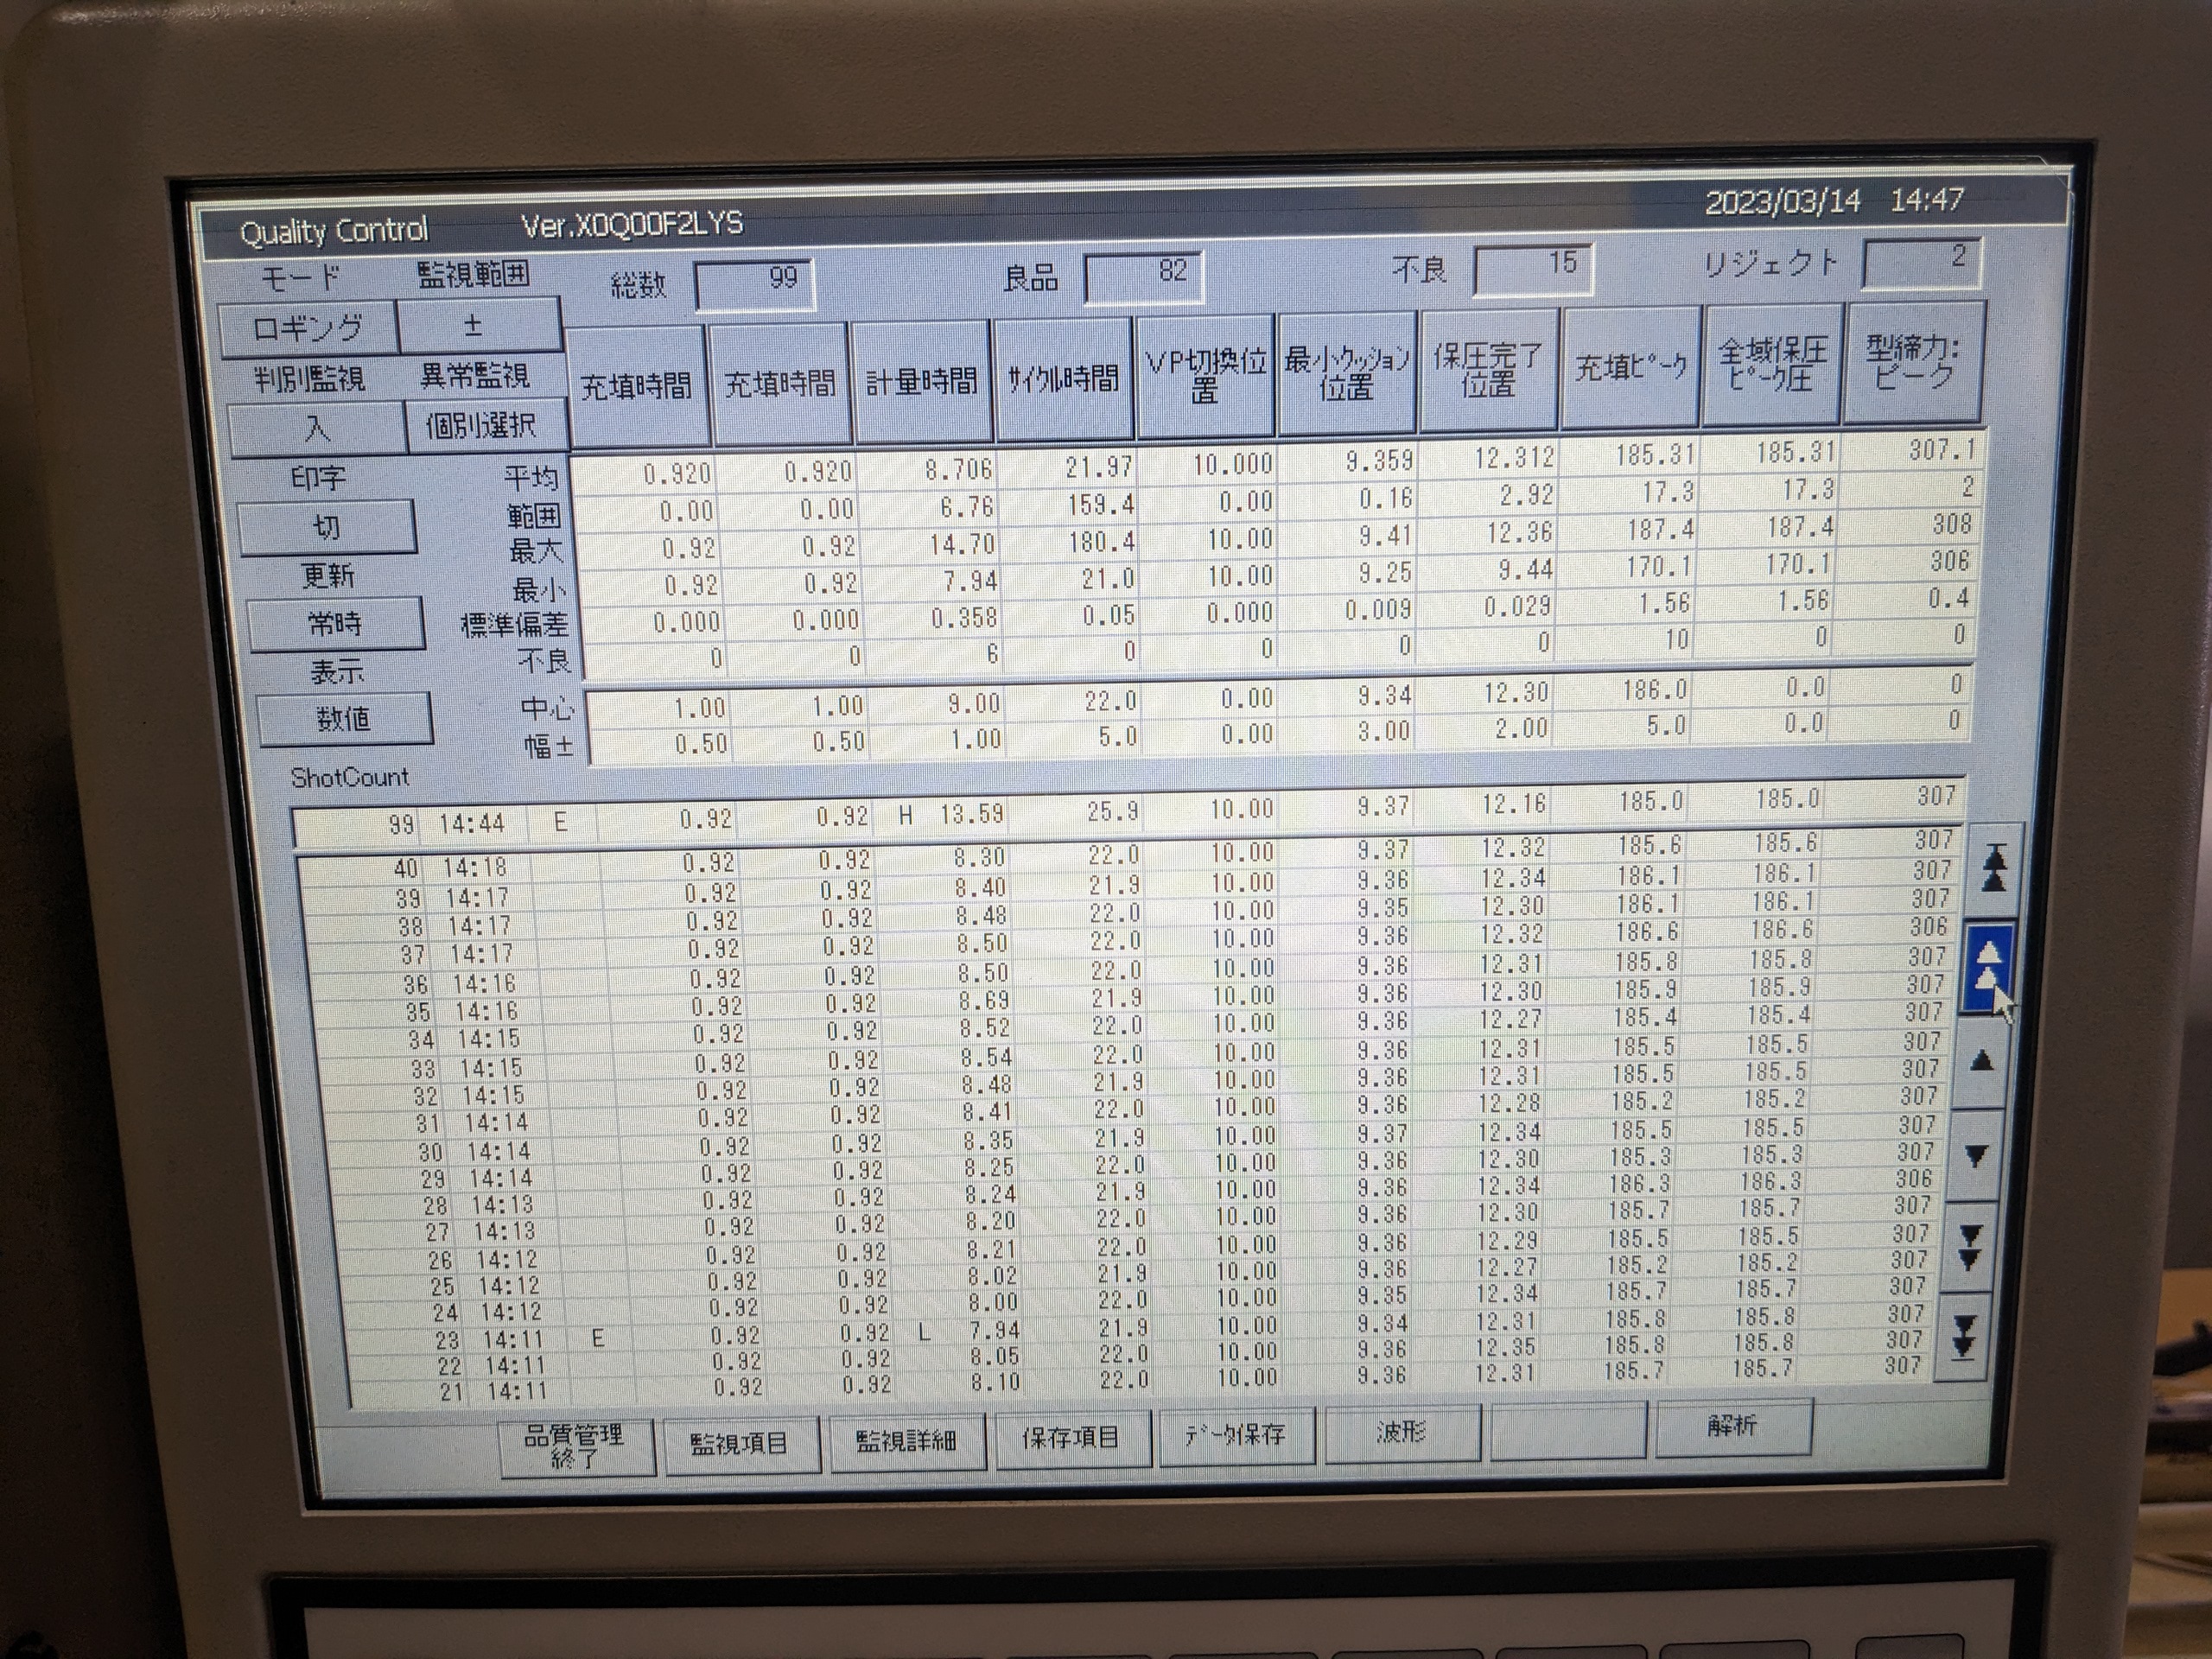 Quality Control Ver.X0Q00F2LYS 2023/03/14 14:47
モード 監視範囲 総数 99 良品 82 不良 15 リジェクト 2
ロギング ±
判別監視 異常監視
入 個別選択
充填時間 充填時間 計量時間 ｻｲｸﾙ時間 VP切換位置 最小ｸｯｼｮﾝ位置 保圧完了位置 充填ﾋﾟｰｸ 全域保圧ﾋﾟｰｸ圧 型締力:ピーク
印字
切
更新
常時
表示
数値
平均 0.920 0.920 8.706 21.97 10.000 9.359 12.312 185.31 185.31 307.1
範囲 0.00 0.00 6.76 159.4 0.00 0.16 2.92 17.3 17.3 2
最大 0.92 0.92 14.70 180.4 10.00 9.41 12.36 187.4 187.4 308
最小 0.92 0.92 7.94 21.0 10.00 9.25 9.44 170.1 170.1 306
標準偏差 0.000 0.000 0.358 0.05 0.000 0.009 0.029 1.56 1.56 0.4
不良 0 0 6 0 0 0 0 10 0 0
中心 1.00 1.00 9.00 22.0 0.00 9.34 12.30 186.0 0.0 0
幅± 0.50 0.50 1.00 5.0 0.00 3.00 2.00 5.0 0.0 0
ShotCount
99 14:44 E 0.92 0.92 H 13.59 25.9 10.00 9.37 12.16 185.0 185.0 307
40 14:18 0.92 0.92 8.30 22.0 10.00 9.37 12.32 185.6 185.6 307
39 14:17 0.92 0.92 8.40 21.9 10.00 9.36 12.34 186.1 186.1 307
38 14:17 0.92 0.92 8.48 22.0 10.00 9.35 12.30 186.1 186.1 307
37 14:17 0.92 0.92 8.50 22.0 10.00 9.36 12.32 186.6 186.6 306
36 14:16 0.92 0.92 8.50 22.0 10.00 9.36 12.31 185.8 185.8 307
35 14:16 0.92 0.92 8.69 21.9 10.00 9.36 12.30 185.9 185.9 307
34 14:15 0.92 0.92 8.52 22.0 10.00 9.36 12.27 185.4 185.4 307
33 14:15 0.92 0.92 8.54 22.0 10.00 9.36 12.31 185.5 185.5 307
32 14:15 0.92 0.92 8.48 21.9 10.00 9.36 12.31 185.5 185.5 307
31 14:14 0.92 0.92 8.41 22.0 10.00 9.36 12.28 185.2 185.2 307
30 14:14 0.92 0.92 8.35 21.9 10.00 9.37 12.34 185.5 185.5 307
29 14:14 0.92 0.92 8.25 22.0 10.00 9.36 12.30 185.3 185.3 307
28 14:13 0.92 0.92 8.24 21.9 10.00 9.36 12.34 186.3 186.3 306
27 14:13 0.92 0.92 8.20 22.0 10.00 9.36 12.30 185.7 185.7 307
26 14:12 0.92 0.92 8.21 22.0 10.00 9.36 12.29 185.5 185.5 307
25 14:12 0.92 0.92 8.02 21.9 10.00 9.36 12.27 185.2 185.2 307
24 14:12 0.92 0.92 8.00 22.0 10.00 9.35 12.34 185.7 185.7 307
23 14:11 E 0.92 0.92 L 7.94 21.9 10.00 9.34 12.31 185.8 185.8 307
22 14:11 0.92 0.92 8.05 22.0 10.00 9.36 12.35 185.8 185.8 307
21 14:11 0.92 0.92 8.10 22.0 10.00 9.36 12.31 185.7 185.7 307
品質管理終了 監視項目 監視詳細 保存項目 ﾃﾞｰﾀ保存 波形 解析